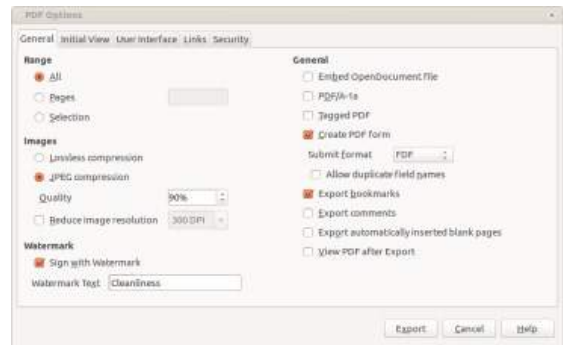 PDF Options
General Initial View User Interface Links Security
Range
All
Pages
Selection
Images
Lossless compression
JPEG compression
Quality 90%
Reduce image resolution 300 DPI
Watermark
Sign with Watermark
Watermark Text Cleanliness
General
Embed OpenDocument file
PDF/A-1a
Tagged PDF
Create PDF form
Submit format PDF
Allow duplicate field names
Export bookmarks
Export comments
Export automatically inserted blank pages
View PDF after Export
Export Cancel Help